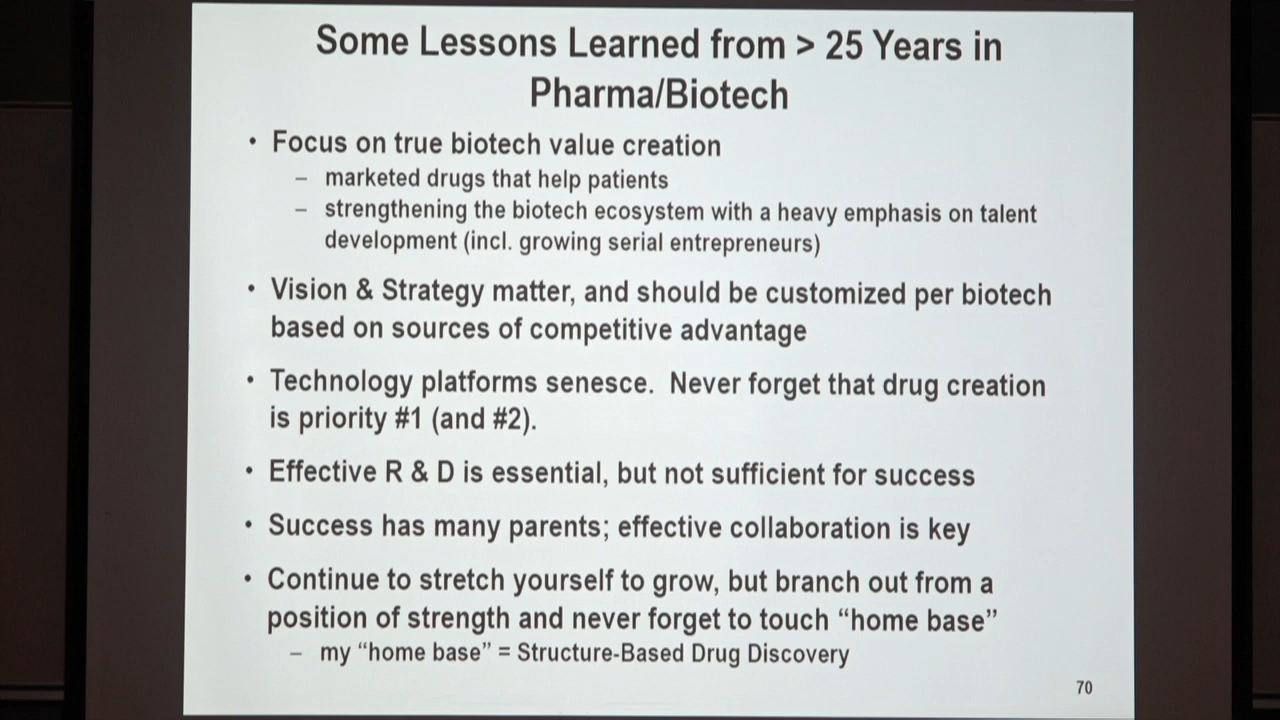 Some Lessons Learned from > 25 Years in
Pharma/Biotech
• Focus on true biotech value creation
– marketed drugs that help patients
– strengthening the biotech ecosystem with a heavy emphasis on talent
development (incl. growing serial entrepreneurs)
• Vision & Strategy matter, and should be customized per biotech
based on sources of competitive advantage
• Technology platforms senesce.  Never forget that drug creation
is priority #1 (and #2).
• Effective R & D is essential, but not sufficient for success
• Success has many parents; effective collaboration is key
• Continue to stretch yourself to grow, but branch out from a
position of strength and never forget to touch “home base”
– my “home base” = Structure-Based Drug Discovery
70